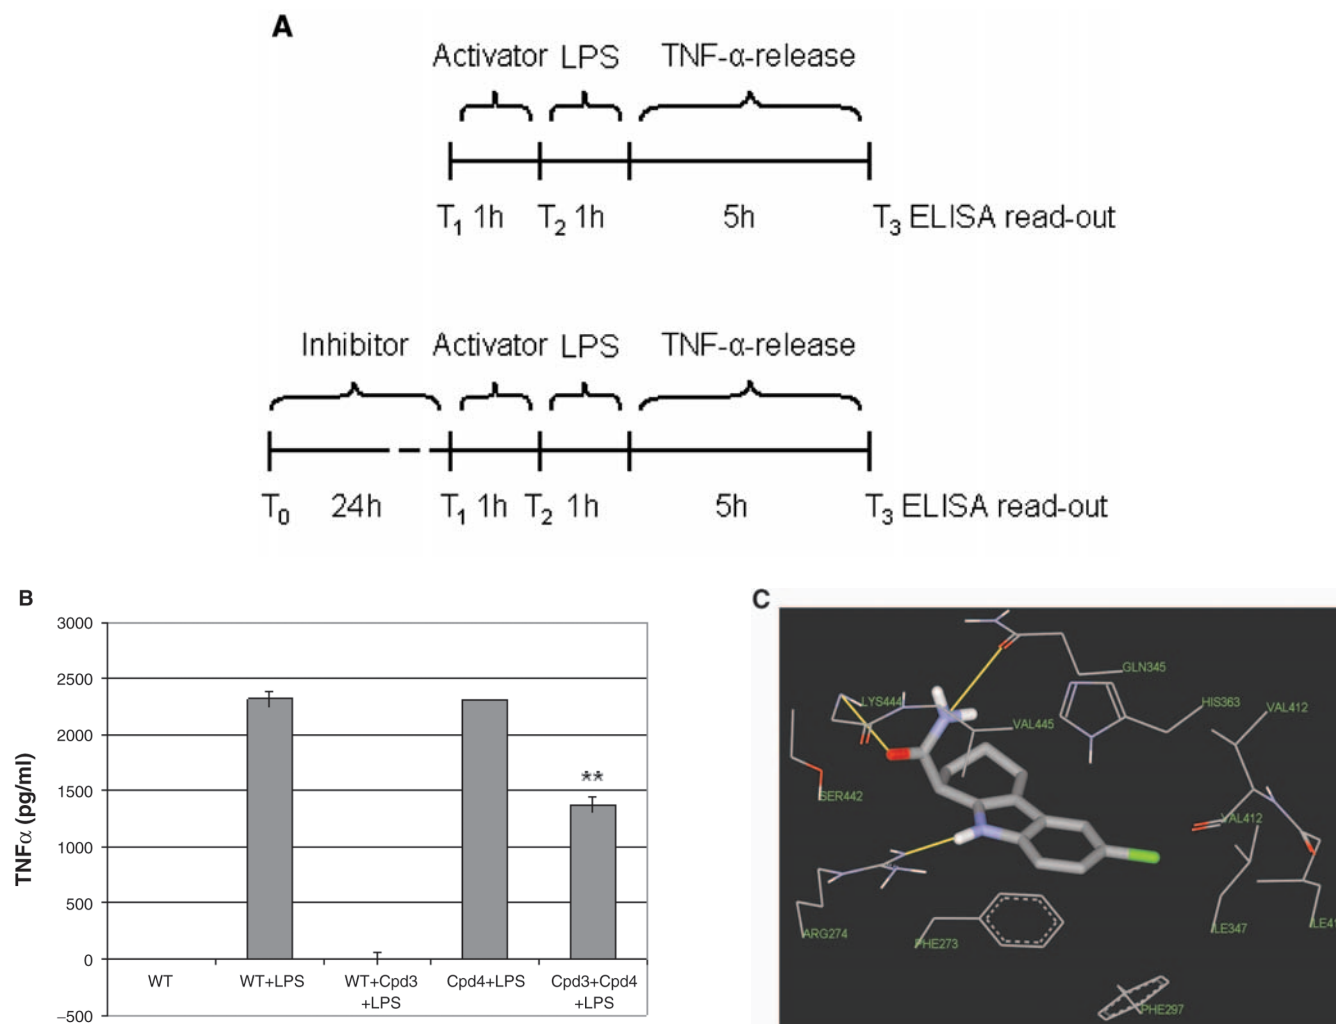 A
Activator LPS TNF-α-release
T1 1h T2 1h 5h T3 ELISA read-out
Inhibitor Activator LPS TNF-α-release
T0 24h T1 1h T2 1h 5h T3 ELISA read-out
B
TNFα (pg/ml)
3000
2500
2000
1500
1000
500
0
−500
**
WT WT+LPS WT+Cpd3 Cpd4+LPS Cpd3+Cpd4
+LPS +LPS
C
GLN345
LYS444 HIS363 VAL412
VAL445
SER442 VAL412
ARG274 PHE273 ILE347 ILE41
PHE297